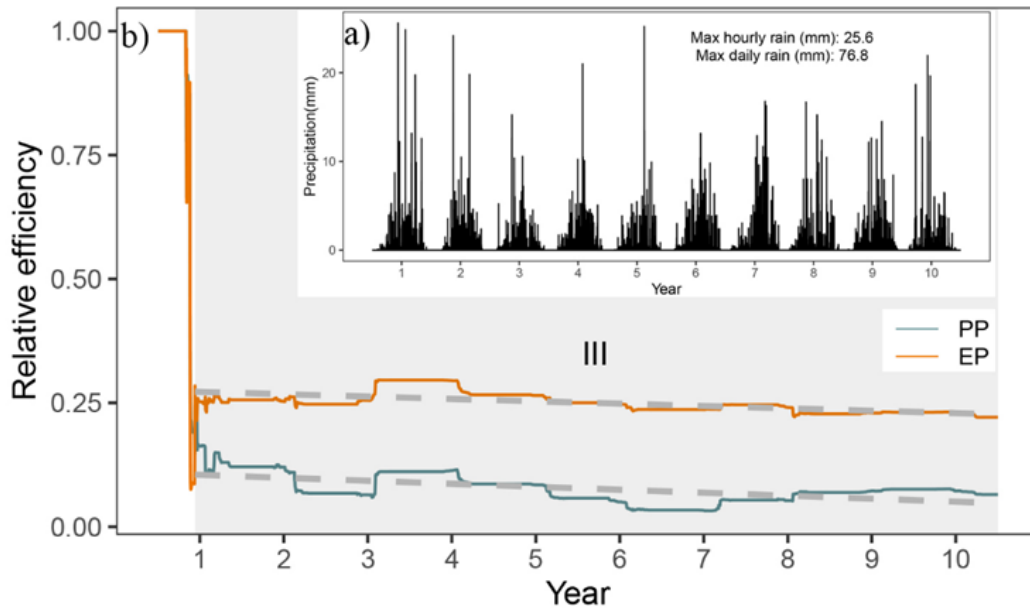 b)
a)
Max hourly rain (mm): 25.6
Max daily rain (mm): 76.8
Precipitation(mm)
20
10
0
1 2 3 4 5 6 7 8 9 10
Year
Relative efficiency
1.00
0.75
0.50
0.25
0.00
III
PP
EP
1 2 3 4 5 6 7 8 9 10
Year